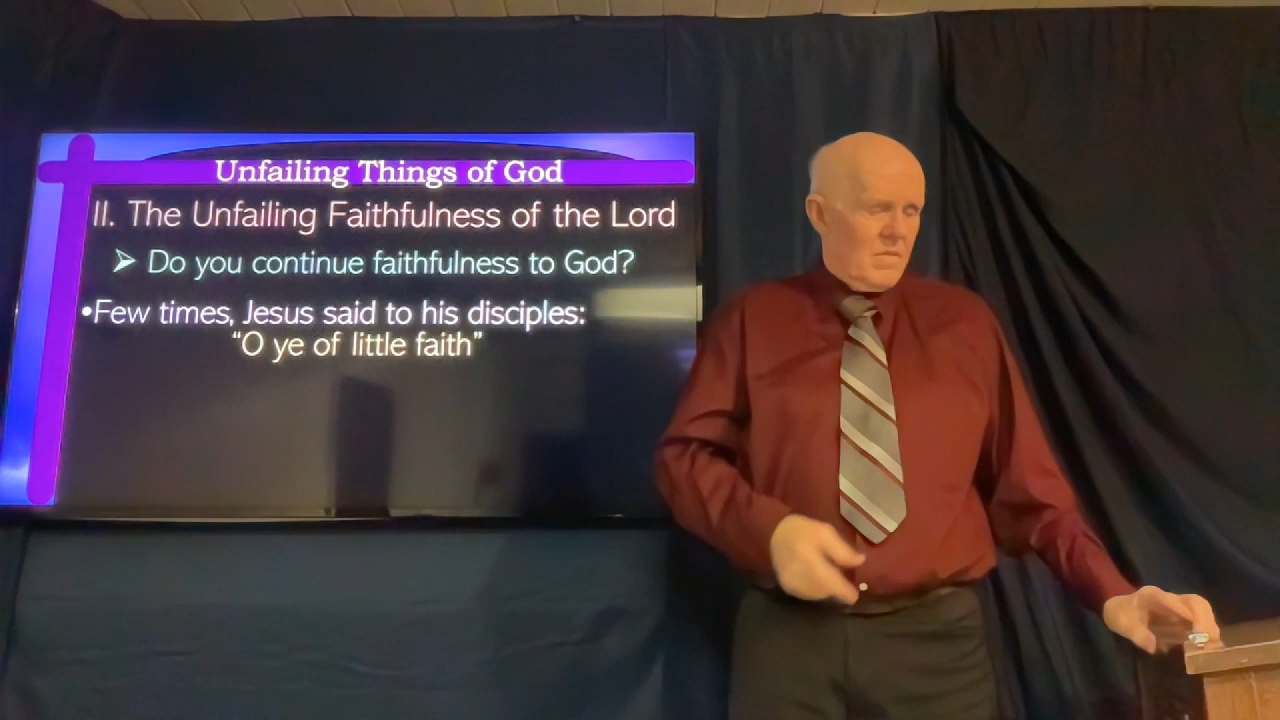 Unfailing Things of God
II. The Unfailing Faithfulness of the Lord
➤ Do you continue faithfulness to God?
•Few times, Jesus said to his disciples:
“O ye of little faith”